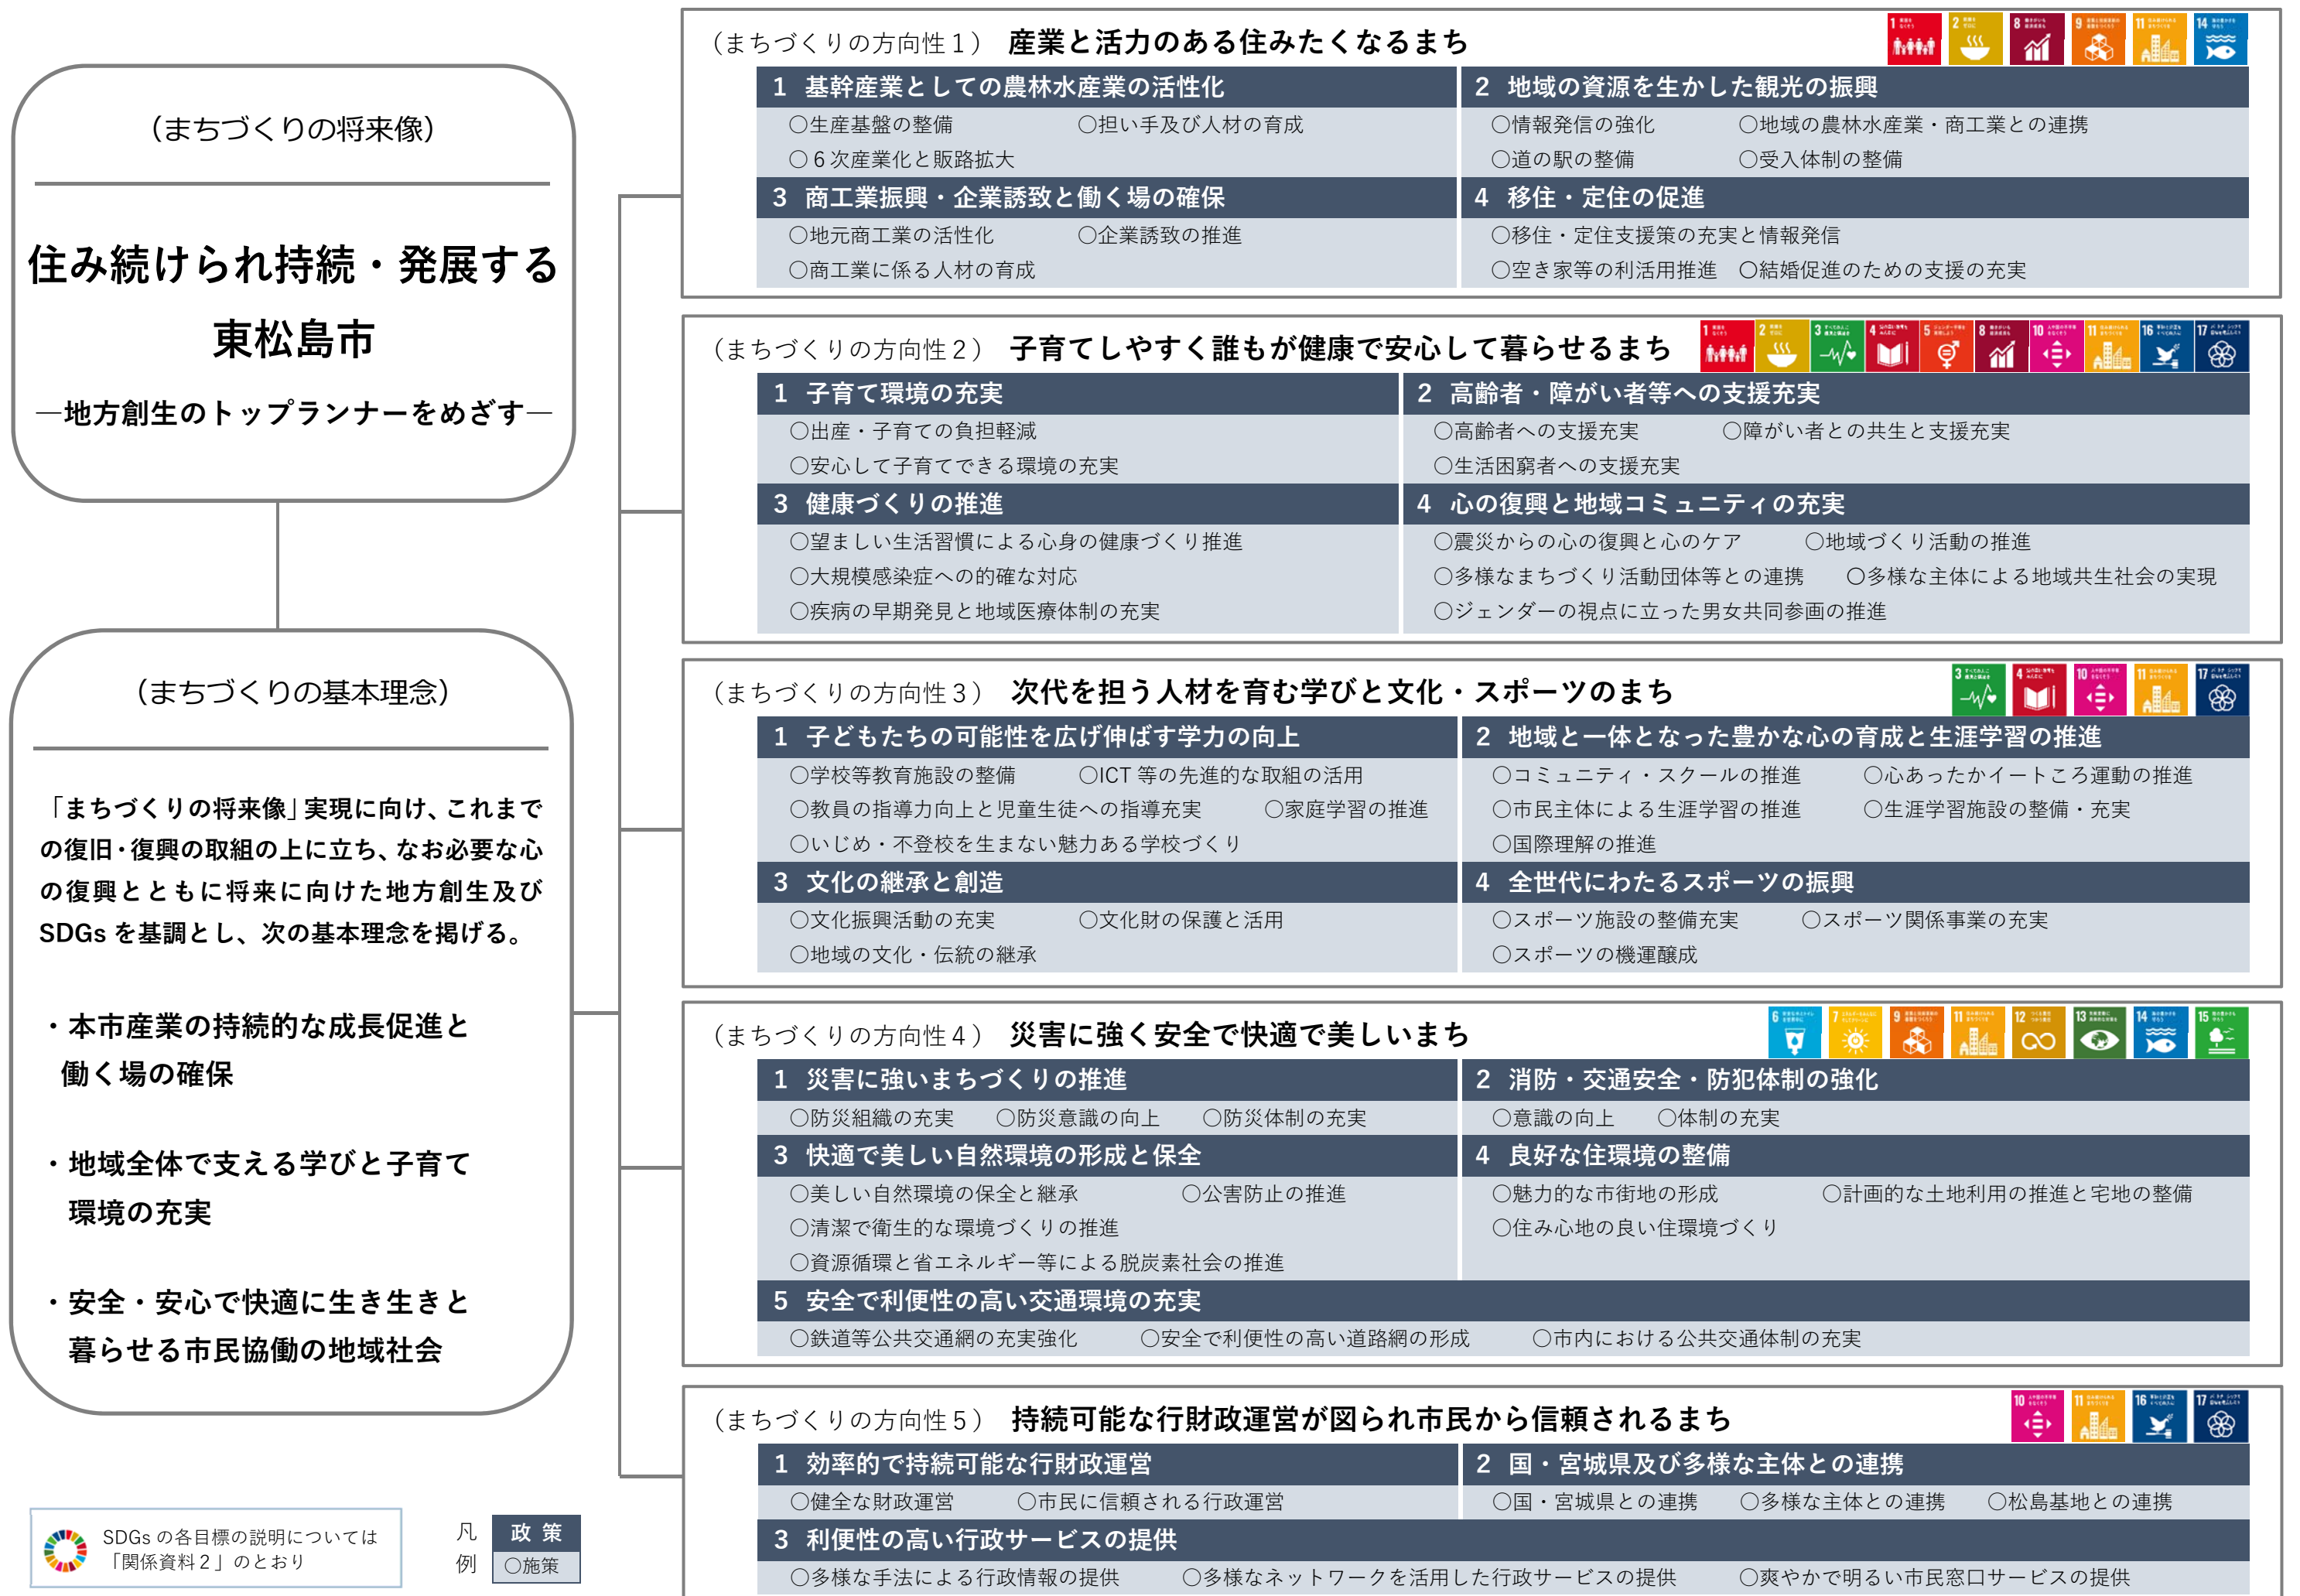 （まちづくりの将来像）
住み続けられ持続・発展する
東松島市
―地方創生のトップランナーをめざす―
（まちづくりの基本理念）
「まちづくりの将来像」実現に向け、これまで
の復旧・復興の取組の上に立ち、なお必要な心
の復興とともに将来に向けた地方創生及び
SDGs を基調とし、次の基本理念を掲げる。
・本市産業の持続的な成長促進と
働く場の確保
・地域全体で支える学びと子育て
環境の充実
・安全・安心で快適に生き生きと
暮らせる市民協働の地域社会
SDGs の各目標の説明については
「関係資料２」のとおり
凡例
政 策
○施策
（まちづくりの方向性１） 産業と活力のある住みたくなるまち
1 2 8 9 11 14
1 基幹産業としての農林水産業の活性化
○生産基盤の整備 ○担い手及び人材の育成
○６次産業化と販路拡大
2 地域の資源を生かした観光の振興
○情報発信の強化 ○地域の農林水産業・商工業との連携
○道の駅の整備 ○受入体制の整備
3 商工業振興・企業誘致と働く場の確保
○地元商工業の活性化 ○企業誘致の推進
○商工業に係る人材の育成
4 移住・定住の促進
○移住・定住支援策の充実と情報発信
○空き家等の利活用推進 ○結婚促進のための支援の充実
（まちづくりの方向性２） 子育てしやすく誰もが健康で安心して暮らせるまち
1 2 3 4 5 8 10 11 16 17
1 子育て環境の充実
○出産・子育ての負担軽減
○安心して子育てできる環境の充実
2 高齢者・障がい者等への支援充実
○高齢者への支援充実 ○障がい者との共生と支援充実
○生活困窮者への支援充実
3 健康づくりの推進
○望ましい生活習慣による心身の健康づくり推進
○大規模感染症への的確な対応
○疾病の早期発見と地域医療体制の充実
4 心の復興と地域コミュニティの充実
○震災からの心の復興と心のケア ○地域づくり活動の推進
○多様なまちづくり活動団体等との連携 ○多様な主体による地域共生社会の実現
○ジェンダーの視点に立った男女共同参画の推進
（まちづくりの方向性３） 次代を担う人材を育む学びと文化・スポーツのまち
3 4 10 11 17
1 子どもたちの可能性を広げ伸ばす学力の向上
○学校等教育施設の整備 ○ICT 等の先進的な取組の活用
○教員の指導力向上と児童生徒への指導充実 ○家庭学習の推進
○いじめ・不登校を生まない魅力ある学校づくり
2 地域と一体となった豊かな心の育成と生涯学習の推進
○コミュニティ・スクールの推進 ○心あったかイートころ運動の推進
○市民主体による生涯学習の推進 ○生涯学習施設の整備・充実
○国際理解の推進
3 文化の継承と創造
○文化振興活動の充実 ○文化財の保護と活用
○地域の文化・伝統の継承
4 全世代にわたるスポーツの振興
○スポーツ施設の整備充実 ○スポーツ関係事業の充実
○スポーツの機運醸成
（まちづくりの方向性４） 災害に強く安全で快適で美しいまち
6 7 9 11 12 13 14 15
1 災害に強いまちづくりの推進
○防災組織の充実 ○防災意識の向上 ○防災体制の充実
2 消防・交通安全・防犯体制の強化
○意識の向上 ○体制の充実
3 快適で美しい自然環境の形成と保全
○美しい自然環境の保全と継承 ○公害防止の推進
○清潔で衛生的な環境づくりの推進
○資源循環と省エネルギー等による脱炭素社会の推進
4 良好な住環境の整備
○魅力的な市街地の形成 ○計画的な土地利用の推進と宅地の整備
○住み心地の良い住環境づくり
5 安全で利便性の高い交通環境の充実
○鉄道等公共交通網の充実強化 ○安全で利便性の高い道路網の形成 ○市内における公共交通体制の充実
（まちづくりの方向性５） 持続可能な行財政運営が図られ市民から信頼されるまち
10 11 16 17
1 効率的で持続可能な行財政運営
○健全な財政運営 ○市民に信頼される行政運営
2 国・宮城県及び多様な主体との連携
○国・宮城県との連携 ○多様な主体との連携 ○松島基地との連携
3 利便性の高い行政サービスの提供
○多様な手法による行政情報の提供 ○多様なネットワークを活用した行政サービスの提供 ○爽やかで明るい市民窓口サービスの提供